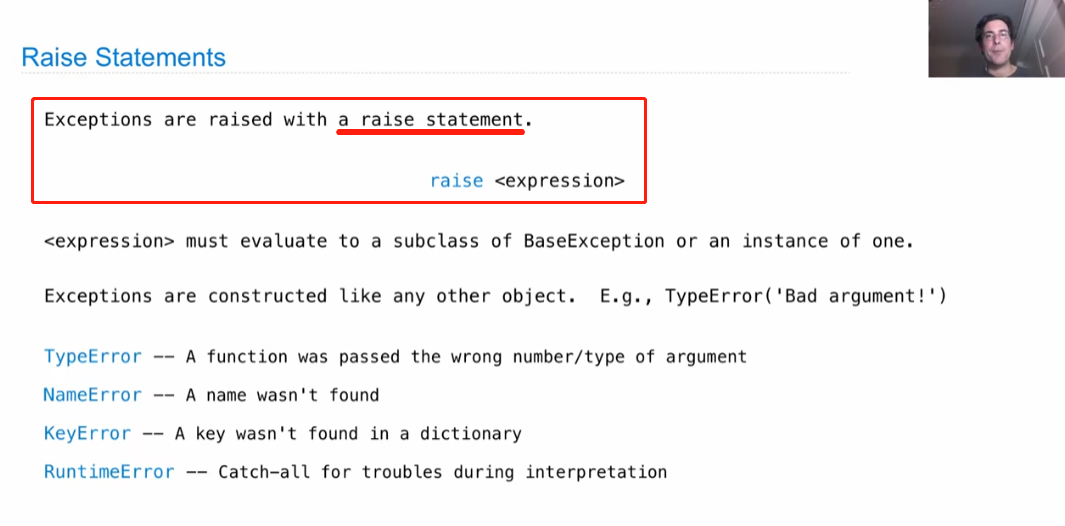 Raise Statements
Exceptions are raised with a raise statement.
raise <expression>
<expression> must evaluate to a subclass of BaseException or an instance of one.
Exceptions are constructed like any other object.  E.g., TypeError('Bad argument!')
TypeError -- A function was passed the wrong number/type of argument
NameError -- A name wasn't found
KeyError -- A key wasn't found in a dictionary
RuntimeError -- Catch-all for troubles during interpretation